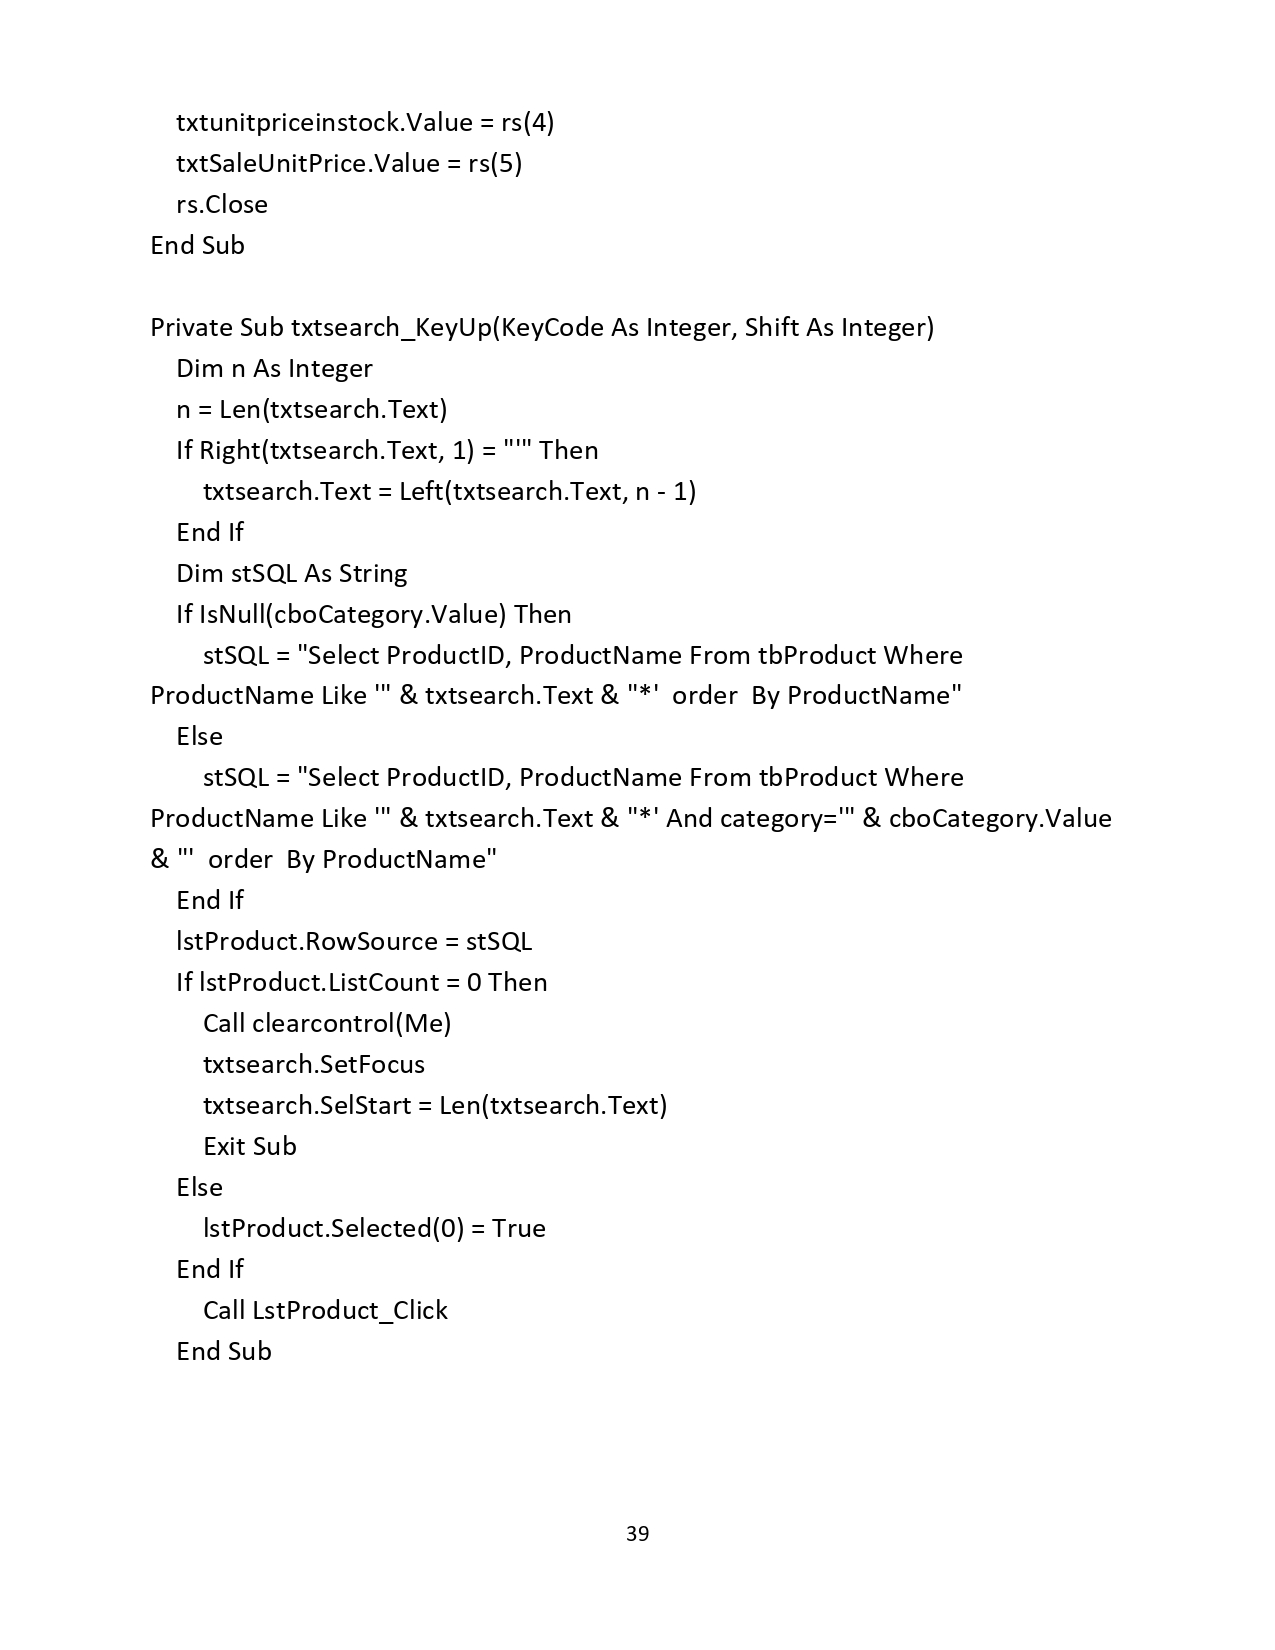 txtunitpriceinstock.Value = rs(4)
txtSaleUnitPrice.Value = rs(5)
rs.Close
End Sub
Private Sub txtsearch_KeyUp(KeyCode As Integer, Shift As Integer)
Dim n As Integer
n = Len(txtsearch.Text)
If Right(txtsearch.Text, 1) = "'" Then
txtsearch.Text = Left(txtsearch.Text, n - 1)
End If
Dim stSQL As String
If IsNull(cboCategory.Value) Then
stSQL = "Select ProductID, ProductName From tbProduct Where
ProductName Like '" & txtsearch.Text & "*'  order  By ProductName"
Else
stSQL = "Select ProductID, ProductName From tbProduct Where
ProductName Like '" & txtsearch.Text & "*' And category='" & cboCategory.Value
& "'  order  By ProductName"
End If
lstProduct.RowSource = stSQL
If lstProduct.ListCount = 0 Then
Call clearcontrol(Me)
txtsearch.SetFocus
txtsearch.SelStart = Len(txtsearch.Text)
Exit Sub
Else
lstProduct.Selected(0) = True
End If
Call LstProduct_Click
End Sub
39